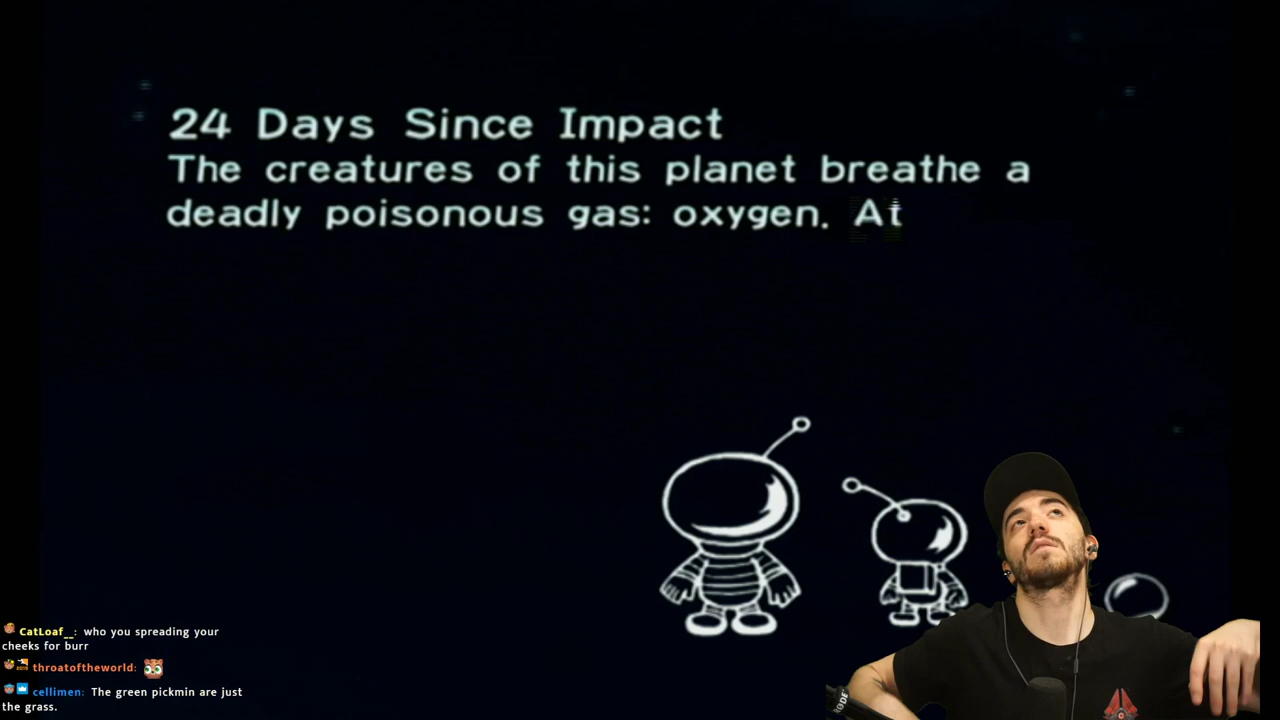 24 Days Since Impact
The creatures of this planet breathe a
deadly poisonous gas: oxygen. At
CatLoaf__: who you spreading your
cheeks for burr
throatoftheworld:
cellimen: The green pickmin are just
the grass.
RODE